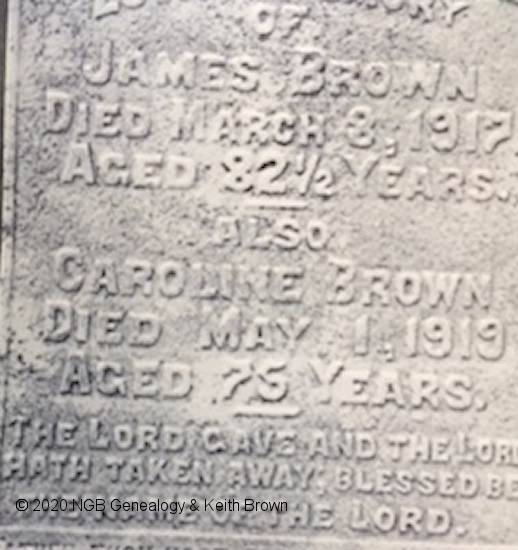 OF
JAMES BROWN
DIED MARCH 8, 1917,
AGED 82½ YEARS.
ALSO
CAROLINE BROWN
DIED MAY 1, 1919
AGED 75 YEARS.
THE LORD GAVE AND THE LORD
HATH TAKEN AWAY: BLESSED BE
© 2020 NGB Genealogy & Keith Brown
THE NAME OF THE LORD.